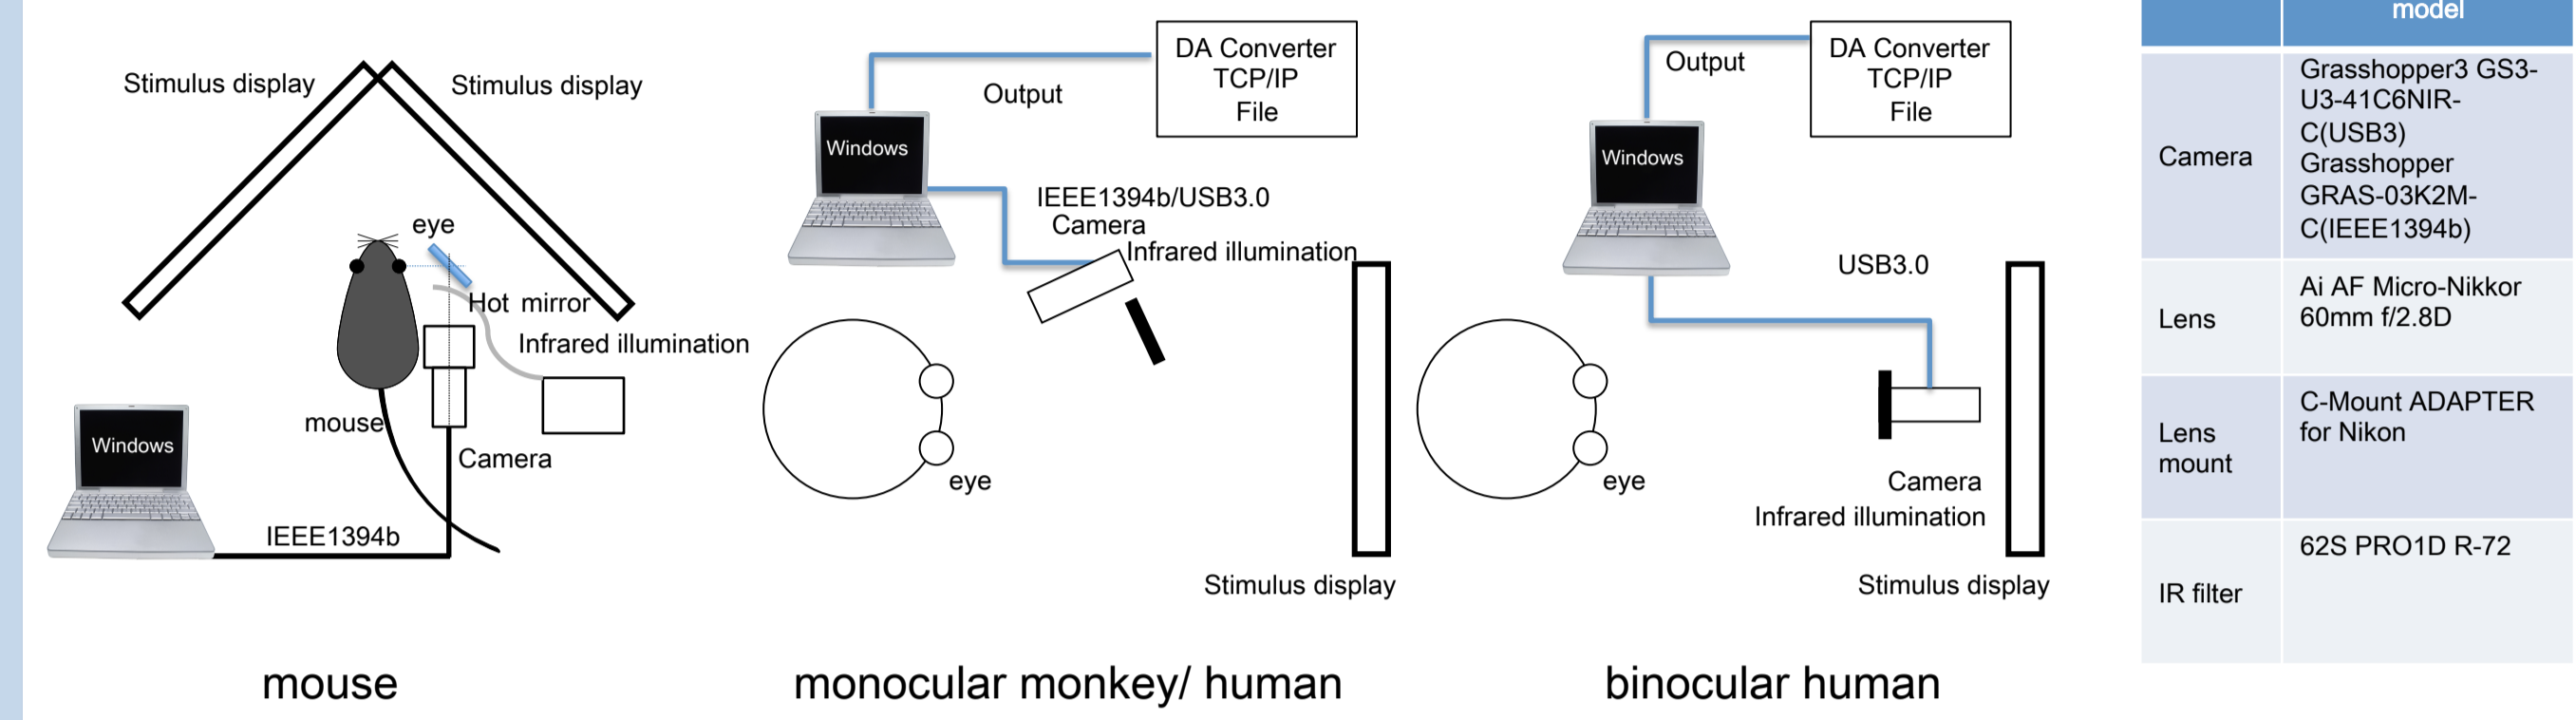 Stimulus display
Stimulus display
eye
Hot mirror
Infrared illumination
mouse
Camera
Windows
IEEE1394b
mouse
DA Converter
TCP/IP
File
Output
Windows
IEEE1394b/USB3.0
Camera
Infrared illumination
eye
Stimulus display
monocular monkey/ human
DA Converter
TCP/IP
File
Output
Windows
USB3.0
eye
Camera
Infrared illumination
Stimulus display
binocular human
model
Camera
Grasshopper3 GS3-
U3-41C6NIR-
C(USB3)
Grasshopper
GRAS-03K2M-
C(IEEE1394b)
Lens
Ai AF Micro-Nikkor
60mm f/2.8D
Lens
mount
C-Mount ADAPTER
for Nikon
IR filter
62S PRO1D R-72